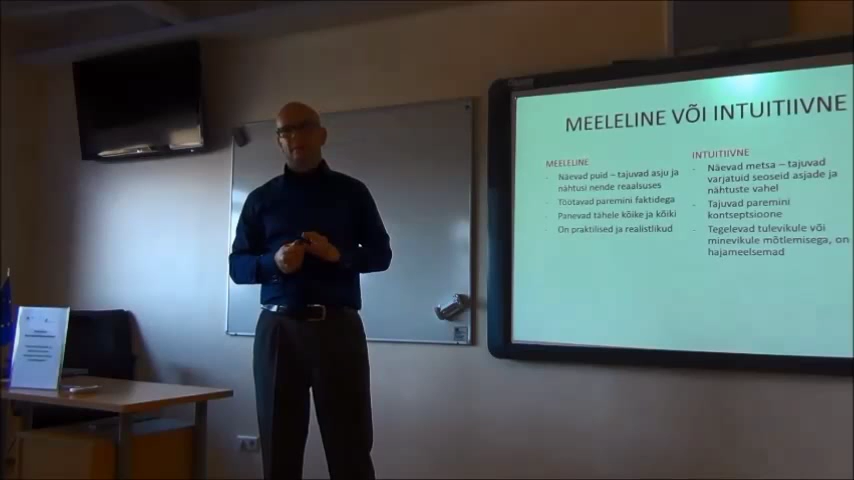 MEELELINE VÕI INTUITIIVNE
MEELELINE
- Näevad puid – tajuvad asju ja
nähtusi nende reaalsuses
- Töötavad paremini faktidega
- Panevad tähele kõike ja kõiki
- On praktilised ja realistlikud
INTUITIIVNE
- Näevad metsa – tajuvad
varjatuid seoseid asjade ja
nähtuste vahel
- Tajuvad paremini
kontseptsioone
- Tegelevad tulevikule või
minevikule mõtlemisega, on
hajameelsemad